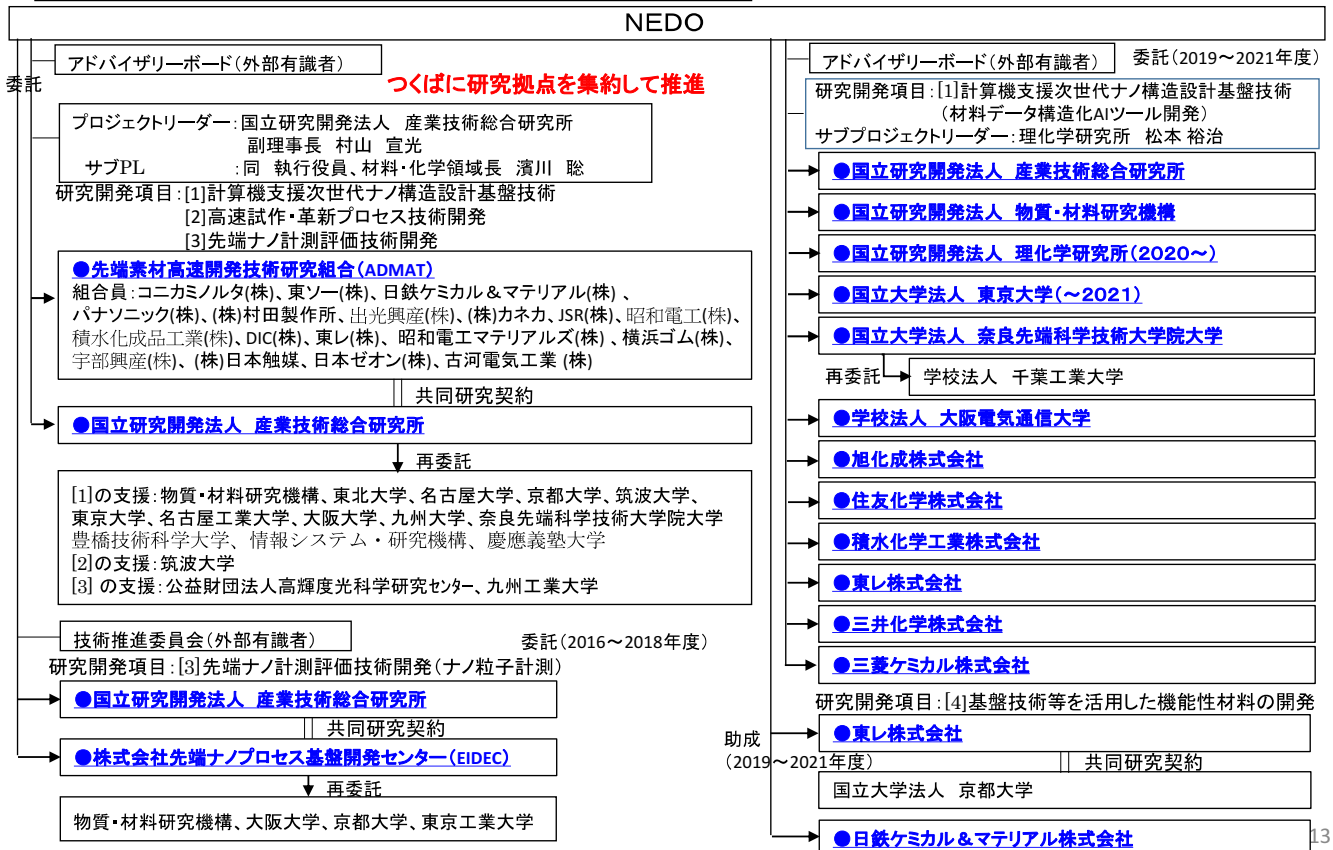 NEDO
委託
アドバイザリーボード(外部有識者)
つくばに研究拠点を集約して推進
プロジェクトリーダー:国立研究開発法人 産業技術総合研究所
副理事長 村山 宣光
サブPL :同 執行役員、材料・化学領域長 濱川 聡
研究開発項目:[1]計算機支援次世代ナノ構造設計基盤技術
[2]高速試作・革新プロセス技術開発
[3]先端ナノ計測評価技術開発
●先端素材高速開発技術研究組合(ADMAT)
組合員:コニカミノルタ(株)、東ソー(株)、日鉄ケミカル&マテリアル(株) 、
パナソニック(株)、(株)村田製作所、出光興産(株)、(株)カネカ、JSR(株)、昭和電工(株)、
積水化成品工業(株)、DIC(株)、東レ(株)、昭和電工マテリアルズ(株) 、横浜ゴム(株)、
宇部興産(株)、(株)日本触媒、日本ゼオン(株)、古河電気工業 (株)
共同研究契約
●国立研究開発法人 産業技術総合研究所
再委託
[1]の支援:物質・材料研究機構、東北大学、名古屋大学、京都大学、筑波大学、
東京大学、名古屋工業大学、大阪大学、九州大学、奈良先端科学技術大学院大学
豊橋技術科学大学、情報システム・研究機構、慶應義塾大学
[2]の支援:筑波大学
[3] の支援:公益財団法人高輝度光科学研究センター、九州工業大学
技術推進委員会(外部有識者)
委託(2016~2018年度)
研究開発項目:[3]先端ナノ計測評価技術開発(ナノ粒子計測)
●国立研究開発法人 産業技術総合研究所
共同研究契約
●株式会社先端ナノプロセス基盤開発センター(EIDEC)
再委託
物質・材料研究機構、大阪大学、京都大学、東京工業大学
アドバイザリーボード(外部有識者)
委託(2019~2021年度)
研究開発項目:[1]計算機支援次世代ナノ構造設計基盤技術
(材料データ構造化AIツール開発)
サブプロジェクトリーダー:理化学研究所 松本 裕治
●国立研究開発法人 産業技術総合研究所
●国立研究開発法人 物質・材料研究機構
●国立研究開発法人 理化学研究所(2020~)
●国立大学法人 東京大学(~2021)
●国立大学法人 奈良先端科学技術大学院大学
再委託
学校法人 千葉工業大学
●学校法人 大阪電気通信大学
●旭化成株式会社
●住友化学株式会社
●積水化学工業株式会社
●東レ株式会社
●三井化学株式会社
●三菱ケミカル株式会社
研究開発項目:[4]基盤技術等を活用した機能性材料の開発
助成
(2019~2021年度)
●東レ株式会社
共同研究契約
国立大学法人 京都大学
●日鉄ケミカル&マテリアル株式会社
13